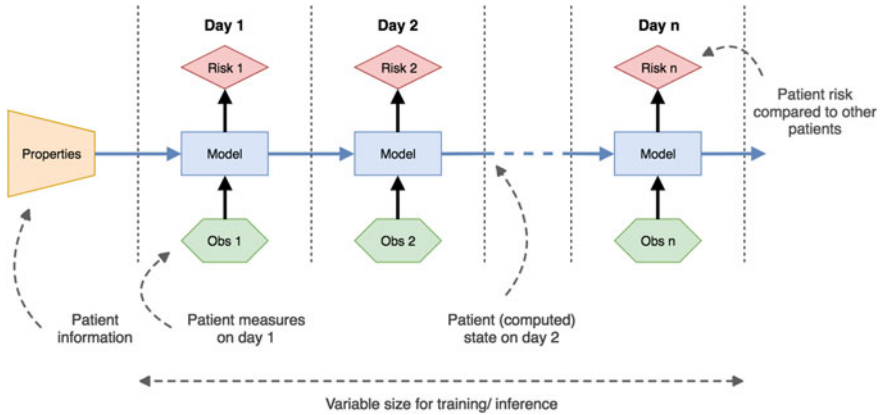 Day 1
Day 2
Day n
Risk 1
Risk 2
Risk n
Patient risk
compared to other
patients
Properties
Model
Model
Model
Obs 1
Obs 2
Obs n
Patient
information
Patient measures
on day 1
Patient (computed)
state on day 2
Variable size for training/ inference